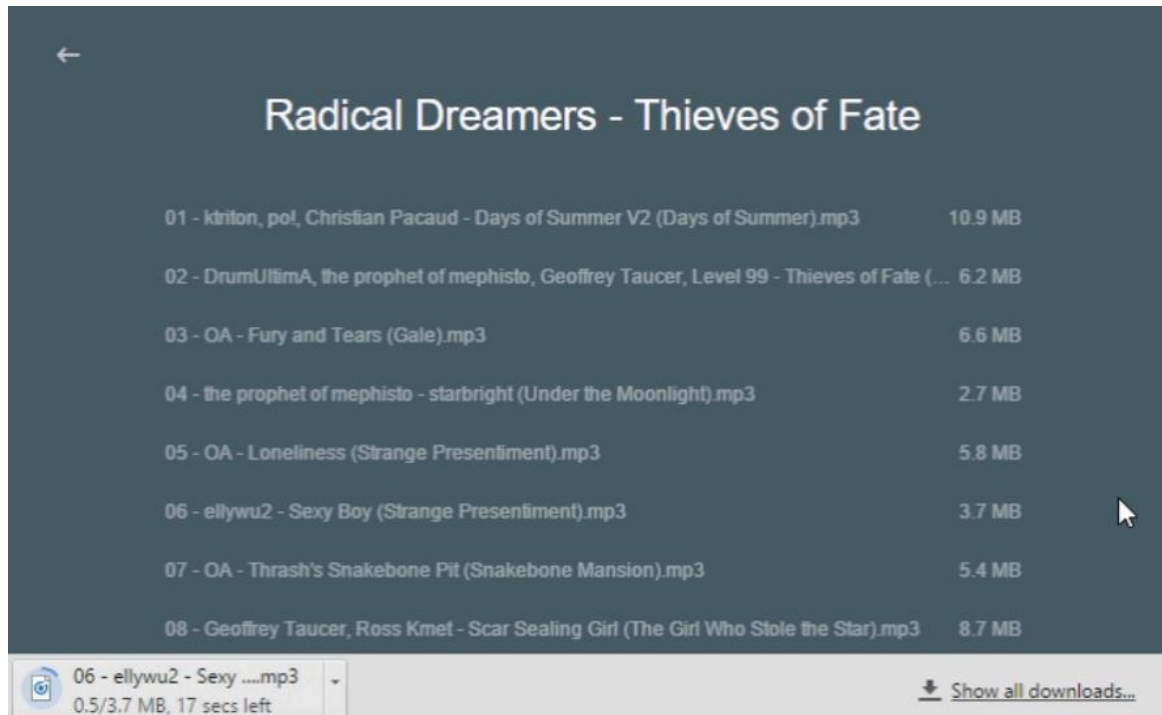 Radical Dreamers - Thieves of Fate
01 - ktriton, po!, Christian Pacaud - Days of Summer V2 (Days of Summer).mp3 10.9 MB
02 - DrumUltimA, the prophet of mephisto, Geoffrey Taucer, Level 99 - Thieves of Fate (... 6.2 MB
03 - OA - Fury and Tears (Gale).mp3 6.6 MB
04 - the prophet of mephisto - starbright (Under the Moonlight).mp3 2.7 MB
05 - OA - Loneliness (Strange Presentiment).mp3 5.8 MB
06 - ellywu2 - Sexy Boy (Strange Presentiment).mp3 3.7 MB
07 - OA - Thrash's Snakebone Pit (Snakebone Mansion).mp3 5.4 MB
08 - Geoffrey Taucer, Ross Kmet - Scar Sealing Girl (The Girl Who Stole the Star).mp3 8.7 MB
06 - ellywu2 - Sexy ....mp3
0.5/3.7 MB, 17 secs left
Show all downloads...